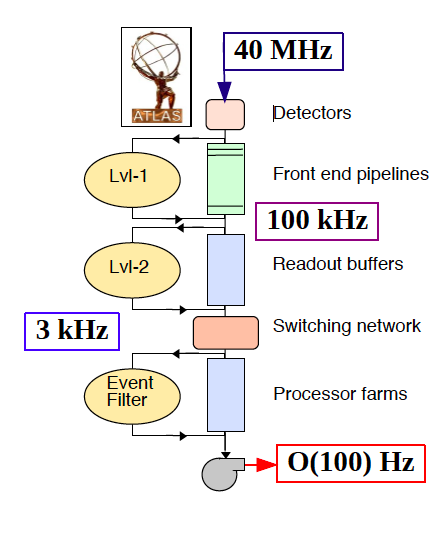 40 MHz
ATLAS
Detectors
Lvl-1
Front end pipelines
100 kHz
Lvl-2
Readout buffers
3 kHz
Switching network
Event
Filter
Processor farms
O(100) Hz